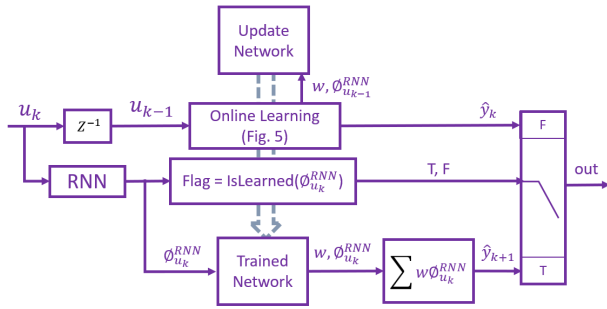 Update
Network
w, ∅_{u_{k-1}}^{RNN}
u_k
Z^{-1}
u_{k-1}
Online Learning
(Fig. 5)
ŷ_k
F
RNN
Flag = IsLearned(∅_{u_k}^{RNN})
T, F
out
∅_{u_k}^{RNN}
Trained
Network
w, ∅_{u_k}^{RNN}
∑ w∅_{u_k}^{RNN}
ŷ_{k+1}
T